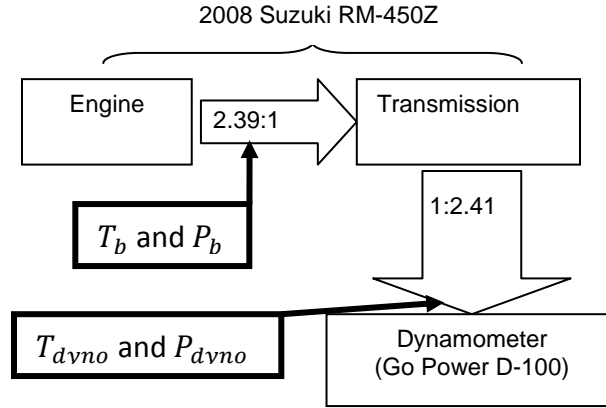 2008 Suzuki RM-450Z
Engine
2.39:1
Transmission
T_b and P_b
1:2.41
T_dyno and P_dyno
Dynamometer
(Go Power D-100)